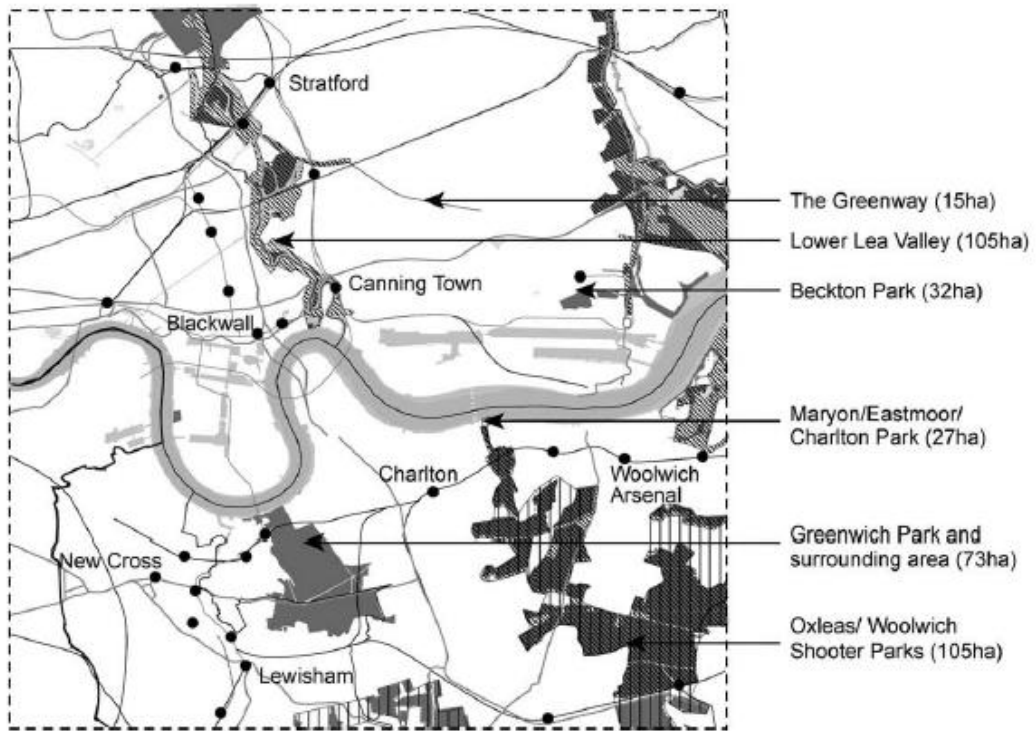 Stratford
The Greenway (15ha)
Lower Lea Valley (105ha)
Canning Town
Beckton Park (32ha)
Blackwall
Maryon/Eastmoor/
Charlton Park (27ha)
Charlton
Woolwich
Arsenal
Greenwich Park and
surrounding area (73ha)
New Cross
Oxleas/ Woolwich
Shooter Parks (105ha)
Lewisham